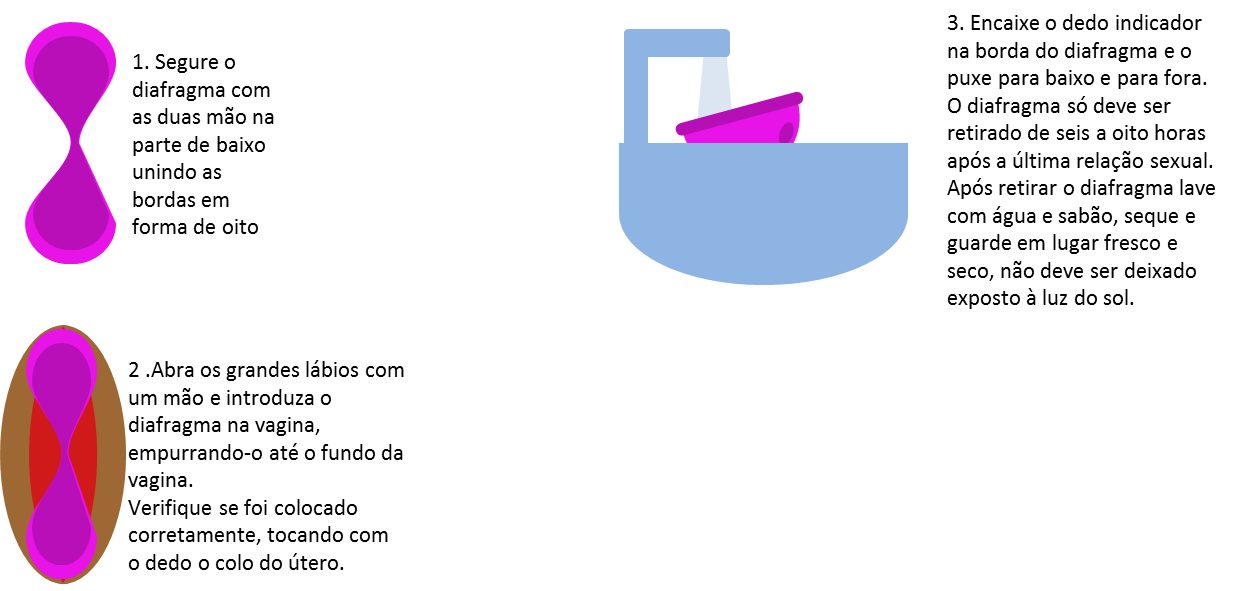 1. Segure o
diafragma com
as duas mão na
parte de baixo
unindo as
bordas em
forma de oito
2 .Abra os grandes lábios com
um mão e introduza o
diafragma na vagina,
empurrando-o até o fundo da
vagina.
Verifique se foi colocado
corretamente, tocando com
o dedo o colo do útero.
3. Encaixe o dedo indicador
na borda do diafragma e o
puxe para baixo e para fora.
O diafragma só deve ser
retirado de seis a oito horas
após a última relação sexual.
Após retirar o diafragma lave
com água e sabão, seque e
guarde em lugar fresco e
seco, não deve ser deixado
exposto à luz do sol.